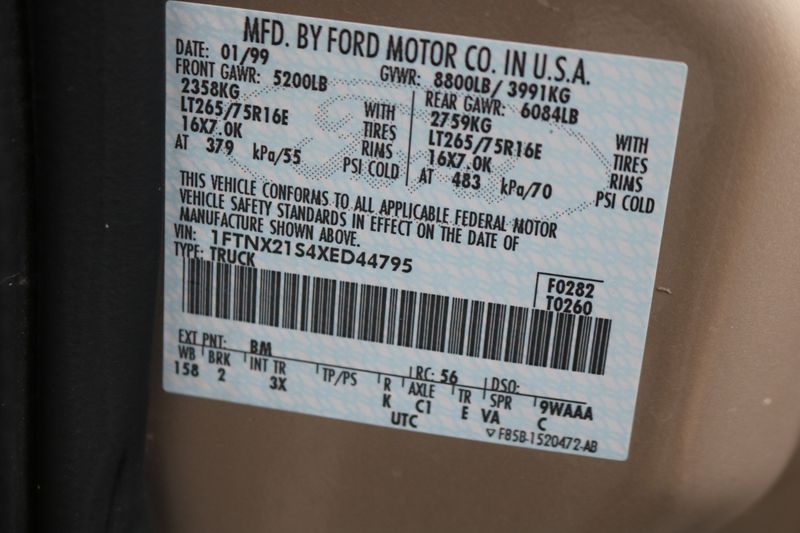 MFD. BY FORD MOTOR CO. IN U.S.A.
DATE: 01/99 GVWR: 8800LB/ 3991KG
FRONT GAWR: 5200LB REAR GAWR: 6084LB
2358KG WITH 2759KG WITH
LT265/75R16E TIRES LT265/75R16E TIRES
16X7.0K RIMS 16X7.0K RIMS
AT 379 kPa/55 PSI COLD AT 483 kPa/70 PSI COLD
THIS VEHICLE CONFORMS TO ALL APPLICABLE FEDERAL MOTOR
VEHICLE SAFETY STANDARDS IN EFFECT ON THE DATE OF
MANUFACTURE SHOWN ABOVE.
VIN: 1FTNX21S4XED44795
TYPE: TRUCK
F0282
T0260
EXT PNT: BM RC: 56 DSO:
WB BRK INT TR TP/PS R AXLE TR SPR 9WAAA
158 2 3X K C1 E VA C
UTC
▽ F85B-1520472-AB